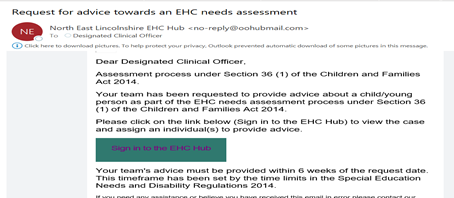 Request for advice towards an EHC needs assessment
NE
North East Lincolnshire EHC Hub <no-reply@oohubmail.com>
To Designated Clinical Officer
Click here to download pictures. To help protect your privacy, Outlook prevented automatic download of some pictures in this message.
Dear Designated Clinical Officer,
Assessment process under Section 36 (1) of the Children and Families
Act 2014.
Your team has been requested to provide advice about a child/young
person as part of the EHC needs assessment process under Section 36
(1) of the Children and Families Act 2014.
Please click on the link below (Sign in to the EHC Hub) to view the case
and assign an individual(s) to provide advice.
Sign in to the EHC Hub
Your team's advice must be provided within 6 weeks of the request date.
This timeframe has been set by the time limits in the Special Education
Needs and Disability Regulations 2014.
If you need any assistance or believe you have received this email in error please contact our